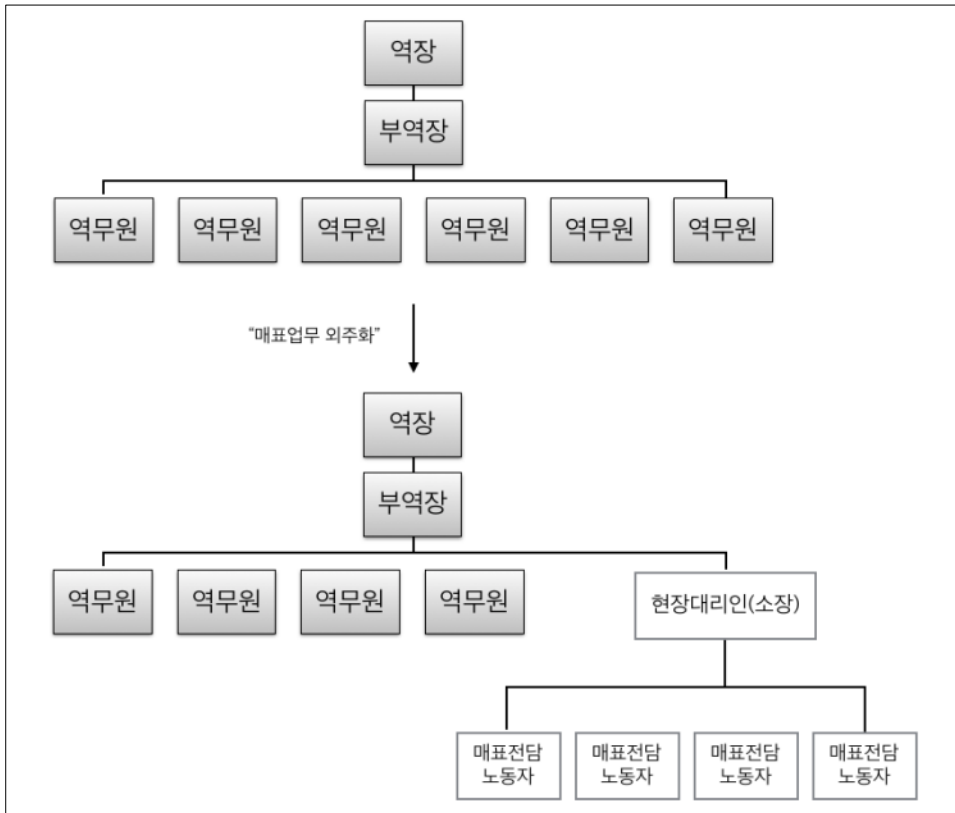 역장
부역장
역무원 역무원 역무원 역무원 역무원 역무원
“매표업무 외주화”
역장
부역장
역무원 역무원 역무원 역무원 현장대리인(소장)
매표전담 매표전담 매표전담 매표전담
노동자 노동자 노동자 노동자